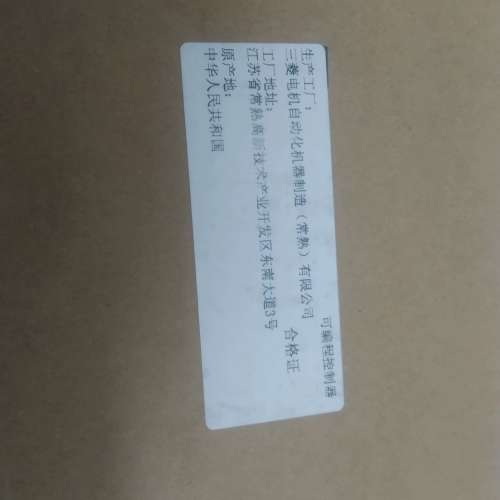 可编程控制器
合格证
生产工厂：
三菱电机自动化机器制造（常熟）有限公司
工厂地址：
江苏省常熟高新技术产业开发区东南大道3号
原产地：
中华人民共和国